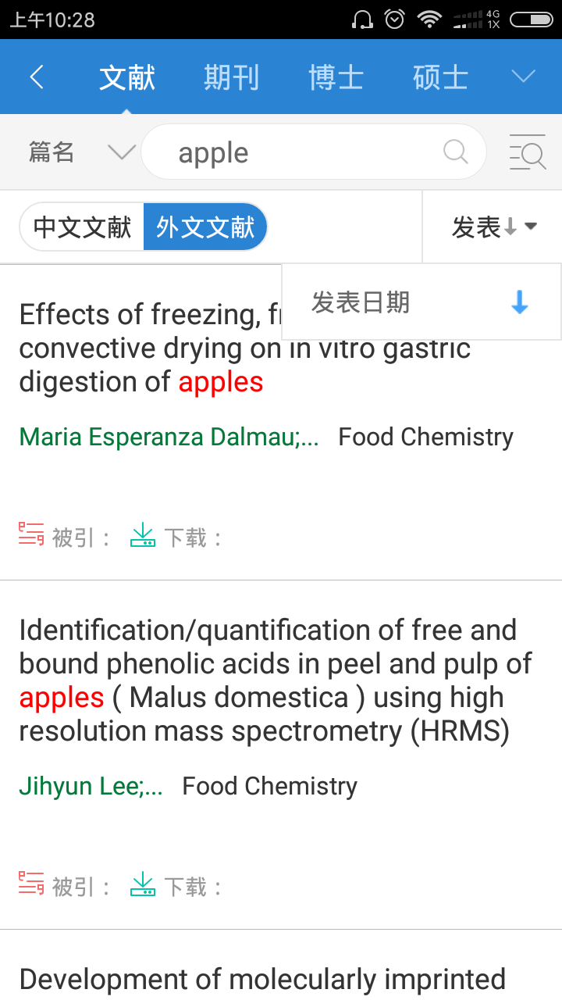 上午10:28
4G
1X
文献 期刊 博士 硕士
篇名 apple
中文文献 外文文献 发表
发表日期
Effects of freezing,
convective drying on in vitro gastric
digestion of apples
Maria Esperanza Dalmau;... Food Chemistry
被引： 下载：
Identification/quantification of free and
bound phenolic acids in peel and pulp of
apples ( Malus domestica ) using high
resolution mass spectrometry (HRMS)
Jihyun Lee;... Food Chemistry
被引： 下载：
Development of molecularly imprinted